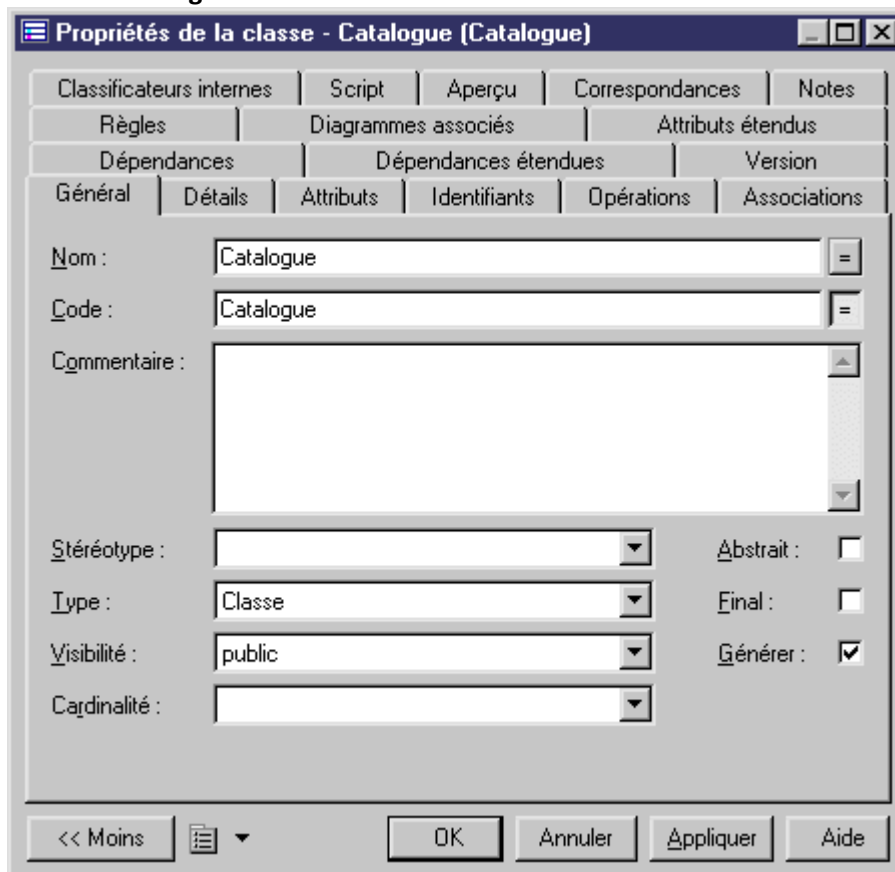 Propriétés de la classe - Catalogue (Catalogue)
Classificateurs internes Script Aperçu Correspondances Notes
Règles Diagrammes associés Attributs étendus
Dépendances Dépendances étendues Version
Général Détails Attributs Identifiants Opérations Associations
Nom : Catalogue =
Code : Catalogue =
Commentaire :
Stéréotype : Abstrait :
Type : Classe Final :
Visibilité : public Générer :
Cardinalité :
<< Moins OK Annuler Appliquer Aide